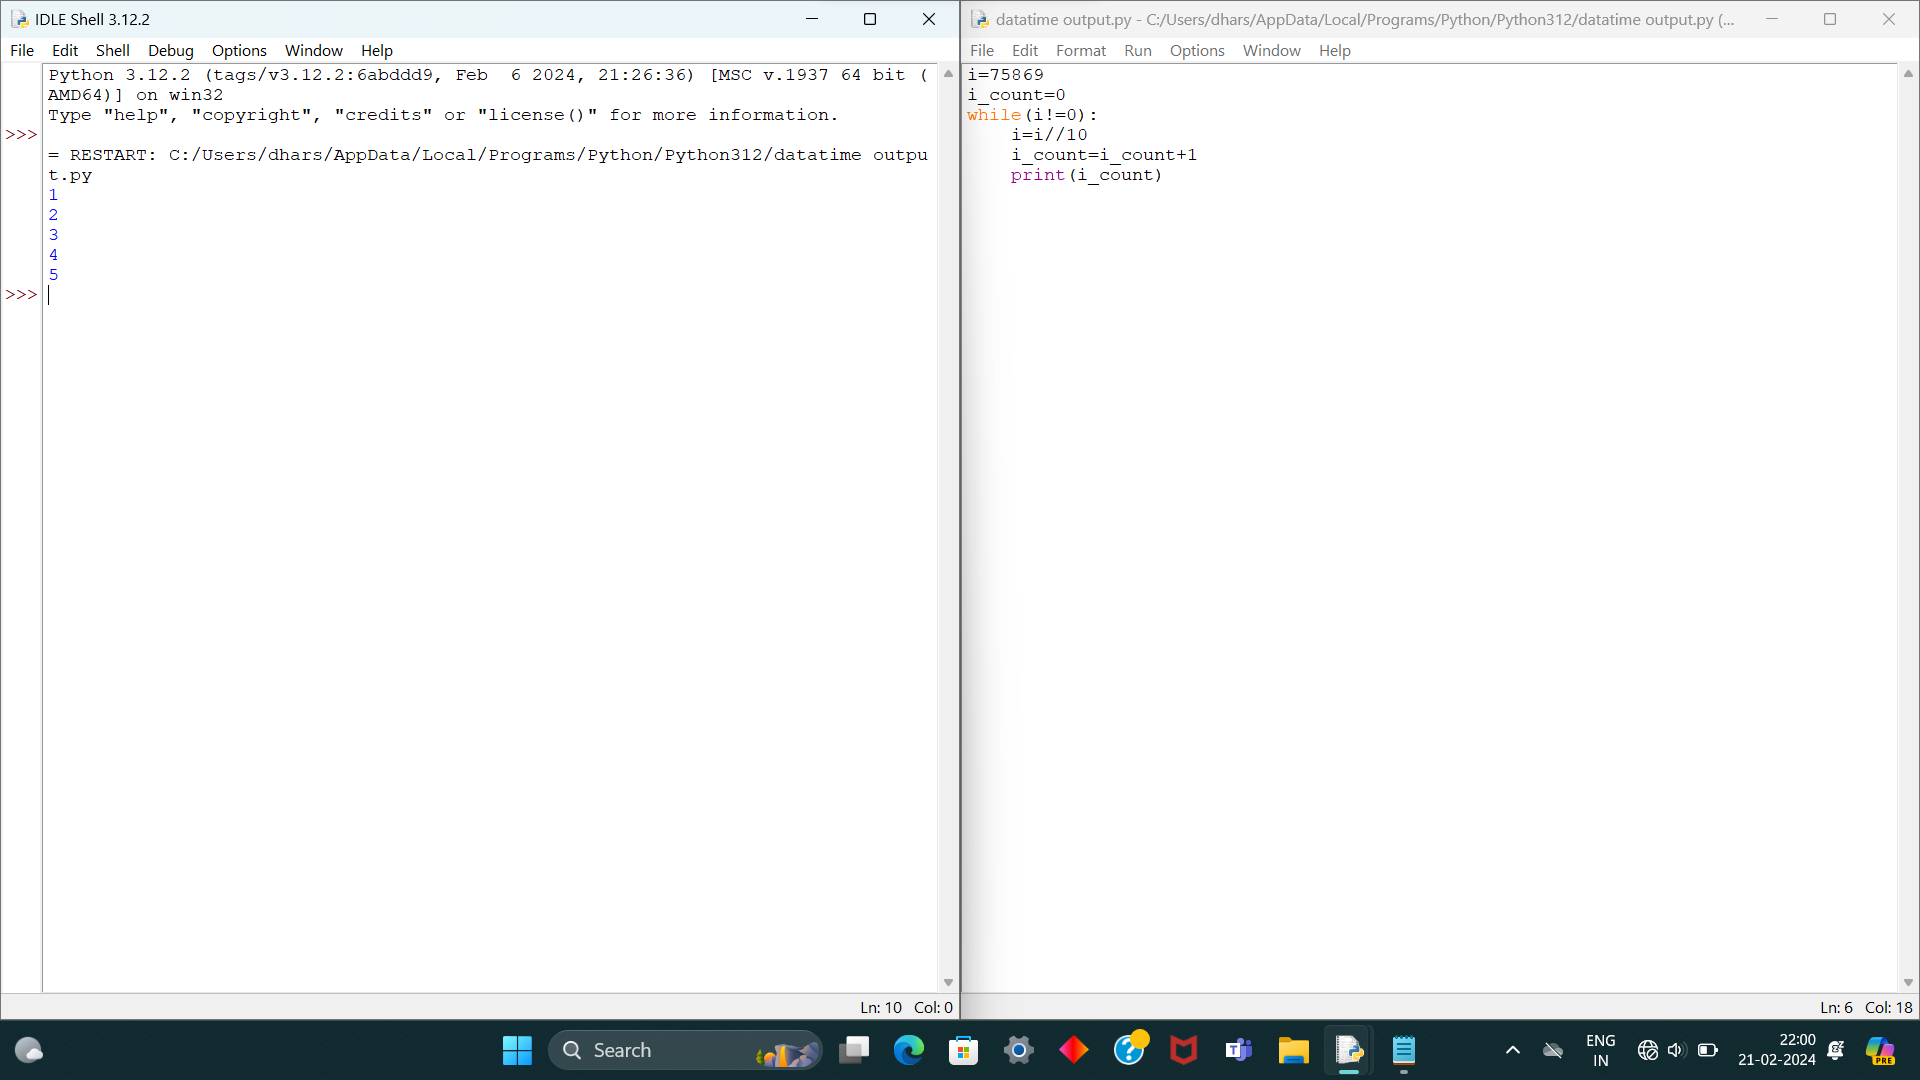 IDLE Shell 3.12.2
File Edit Shell Debug Options Window Help
Python 3.12.2 (tags/v3.12.2:6abddd9, Feb  6 2024, 21:26:36) [MSC v.1937 64 bit (
AMD64)] on win32
Type "help", "copyright", "credits" or "license()" for more information.
>>>
= RESTART: C:/Users/dhars/AppData/Local/Programs/Python/Python312/datatime outpu
t.py
1
2
3
4
5
>>>
Ln: 10 Col: 0
datatime output.py - C:/Users/dhars/AppData/Local/Programs/Python/Python312/datatime output.py (...
File Edit Format Run Options Window Help
i=75869
i_count=0
while(i!=0):
    i=i//10
    i_count=i_count+1
    print(i_count)
Ln: 6 Col: 18
Search
ENG
IN
22:00
21-02-2024
PRE